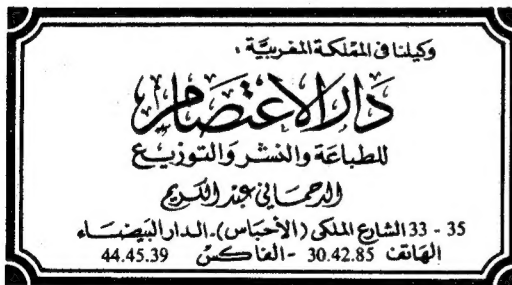 وكيلنا في المملكة المغربية :
دار الاعتصام
للطباعة والنشر والتوزيع
الدحماني عبد الكريم
35 - 33 الشارع الملكي (الأحباس) . الدار البيضاء
الهاتف 30.42.85 - الفاكس 44.45.39